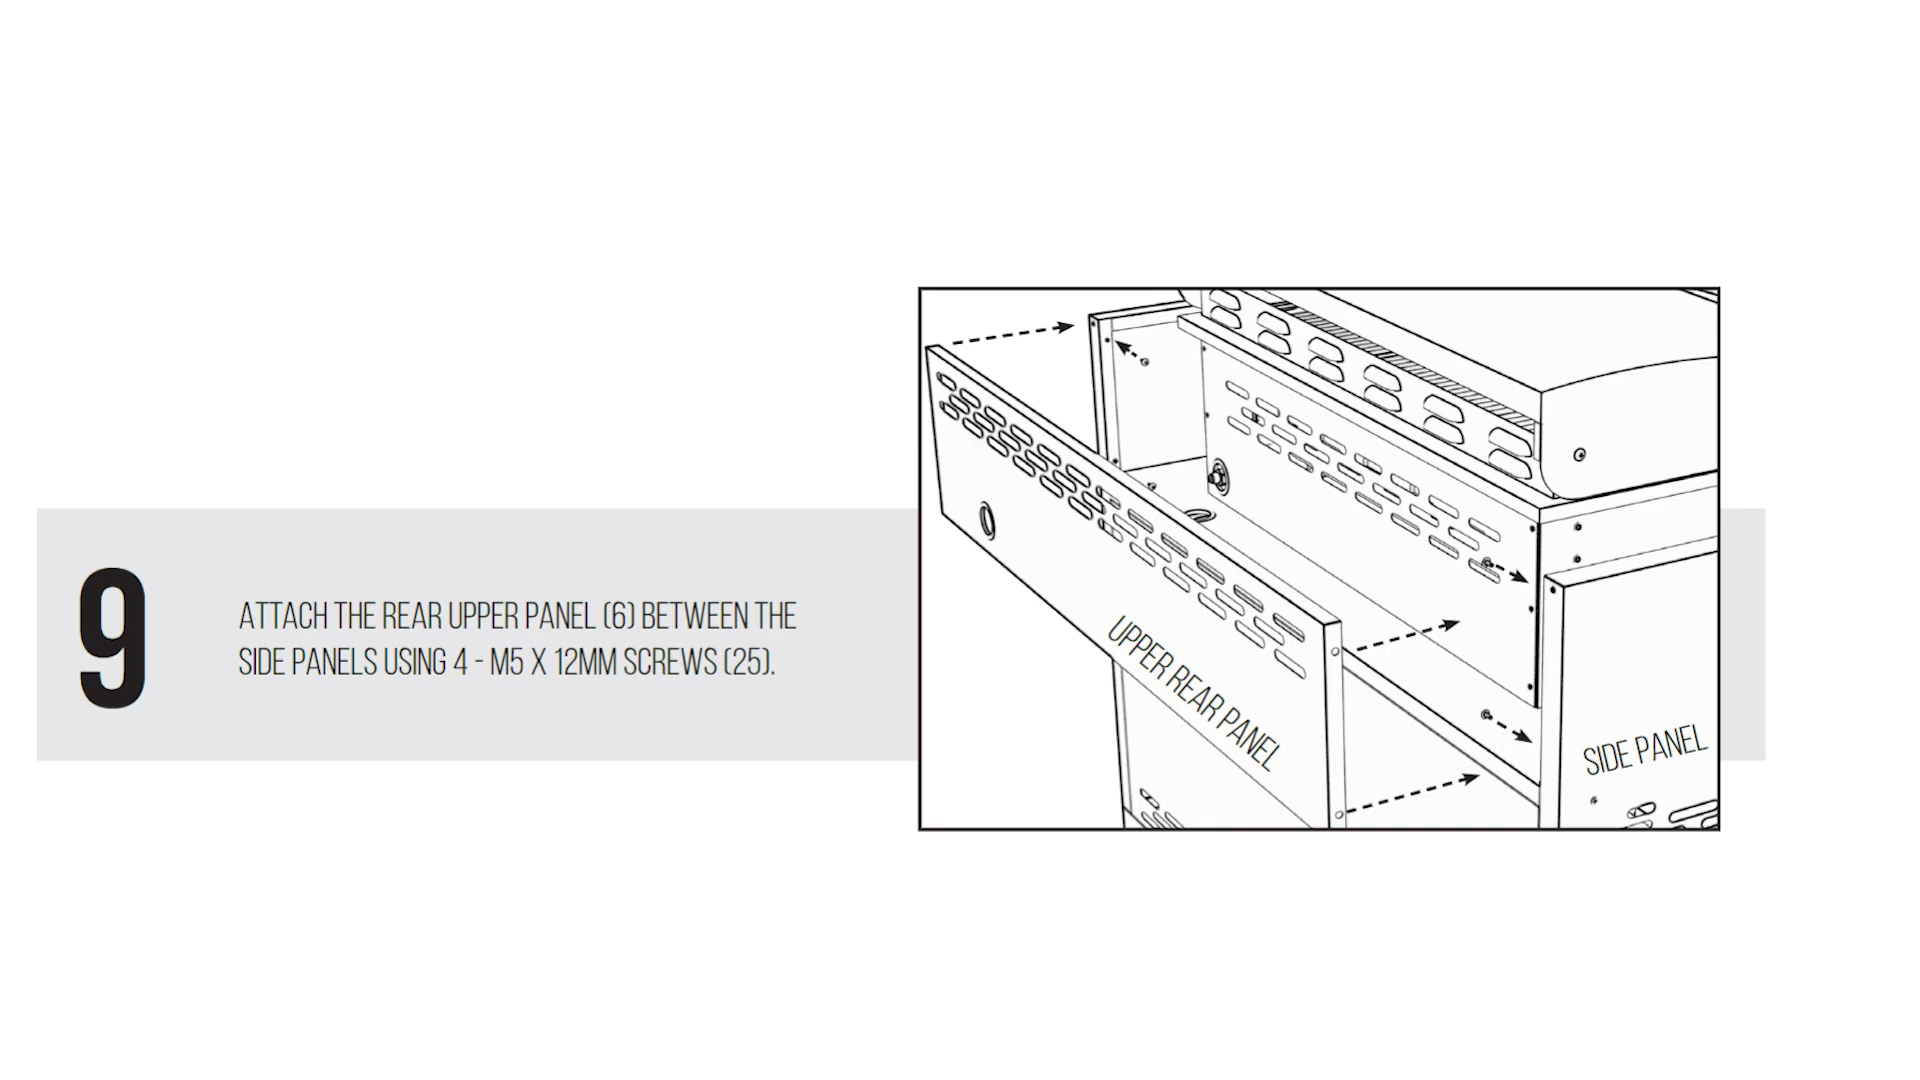 9
ATTACH THE REAR UPPER PANEL (6) BETWEEN THE
SIDE PANELS USING 4 - M5 X 12MM SCREWS (25).
UPPER REAR PANEL
SIDE PANEL